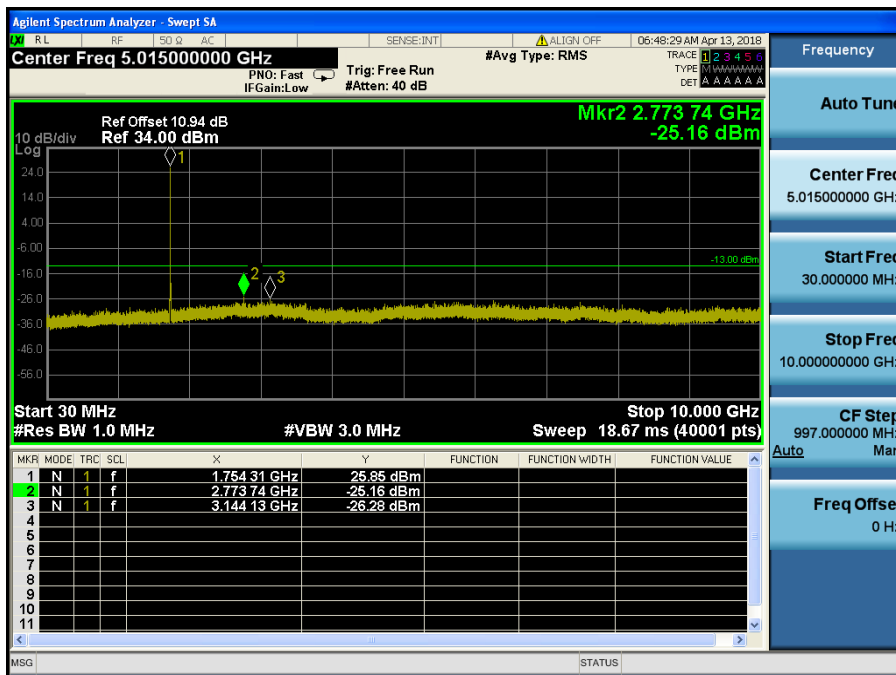 Agilent Spectrum Analyzer - Swept SA
LXI RL RF 50 Ω AC SENSE:INT ALIGN OFF 06:48:29 AM Apr 13, 2018
Center Freq 5.015000000 GHz
PNO: Fast
IFGain:Low
Trig: Free Run
#Atten: 40 dB
#Avg Type: RMS
TRACE 1 2 3 4 5 6
TYPE MWWWWW
DET A A A A A A
Mkr2 2.773 74 GHz
-25.16 dBm
Ref Offset 10.94 dB
10 dB/div Ref 34.00 dBm
Log
1
24.0
14.0
4.00
-6.00
-13.00 dBm
-16.0
2
3
-26.0
-36.0
-46.0
-56.0
Start 30 MHz Stop 10.000 GHz
#Res BW 1.0 MHz #VBW 3.0 MHz Sweep 18.67 ms (40001 pts)
MKR MODE TRC SCL X Y FUNCTION FUNCTION WIDTH FUNCTION VALUE
1 N 1 f 1.754 31 GHz 25.85 dBm
2 N 1 f 2.773 74 GHz -25.16 dBm
3 N 1 f 3.144 13 GHz -26.28 dBm
4
5
6
7
8
9
10
11
MSG STATUS
Frequency
Auto Tune
Center Freq
5.015000000 GHz
Start Freq
30.000000 MHz
Stop Freq
10.000000000 GHz
CF Step
997.000000 MHz
Auto Man
Freq Offset
0 Hz